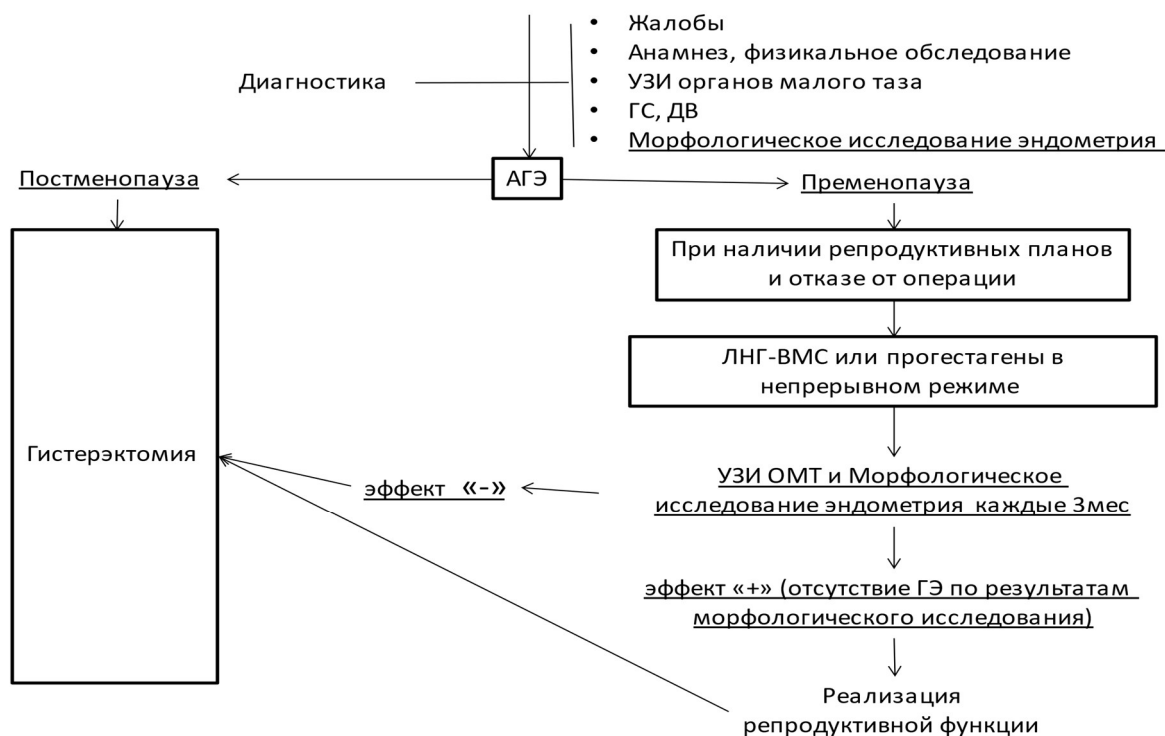 • Жалобы
• Анамнез, физикальное обследование
Диагностика
• УЗИ органов малого таза
• ГС, ДВ
• Морфологическое исследование эндометрия
Постменопауза
АГЭ
Пременопауза
При наличии репродуктивных планов
и отказе от операции
ЛНГ-ВМС или прогестагены в
непрерывном режиме
Гистерэктомия
УЗИ ОМТ и Морфологическое
исследование эндометрия каждые 3мес
эффект «-»
эффект «+» (отсутствие ГЭ по результатам
морфологического исследования)
Реализация
репродуктивной функции